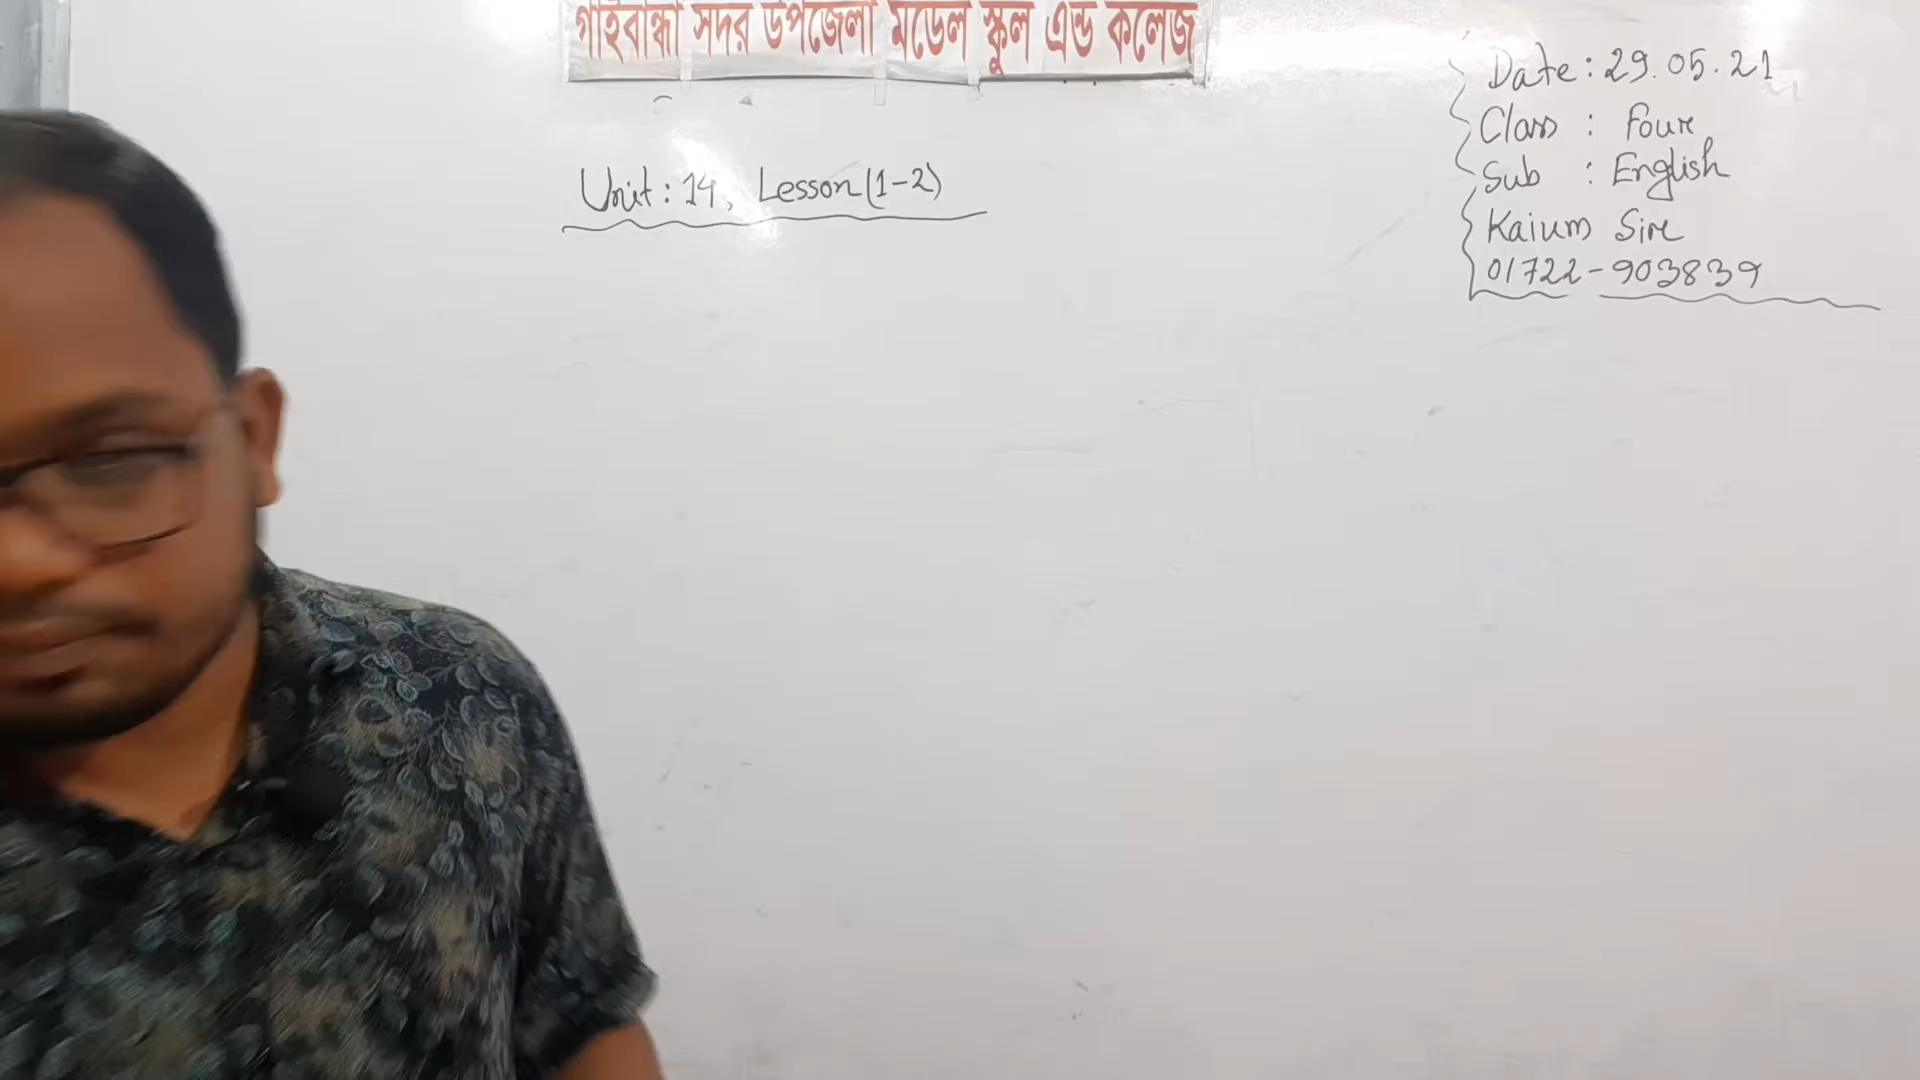 গাইবান্ধা সদর উপজেলা মডেল স্কুল এন্ড কলেজ
Unit: 14, Lesson (1-2)
Date: 29.05.21
Class : Four
Sub : English
Kaium Sir
01722-903839